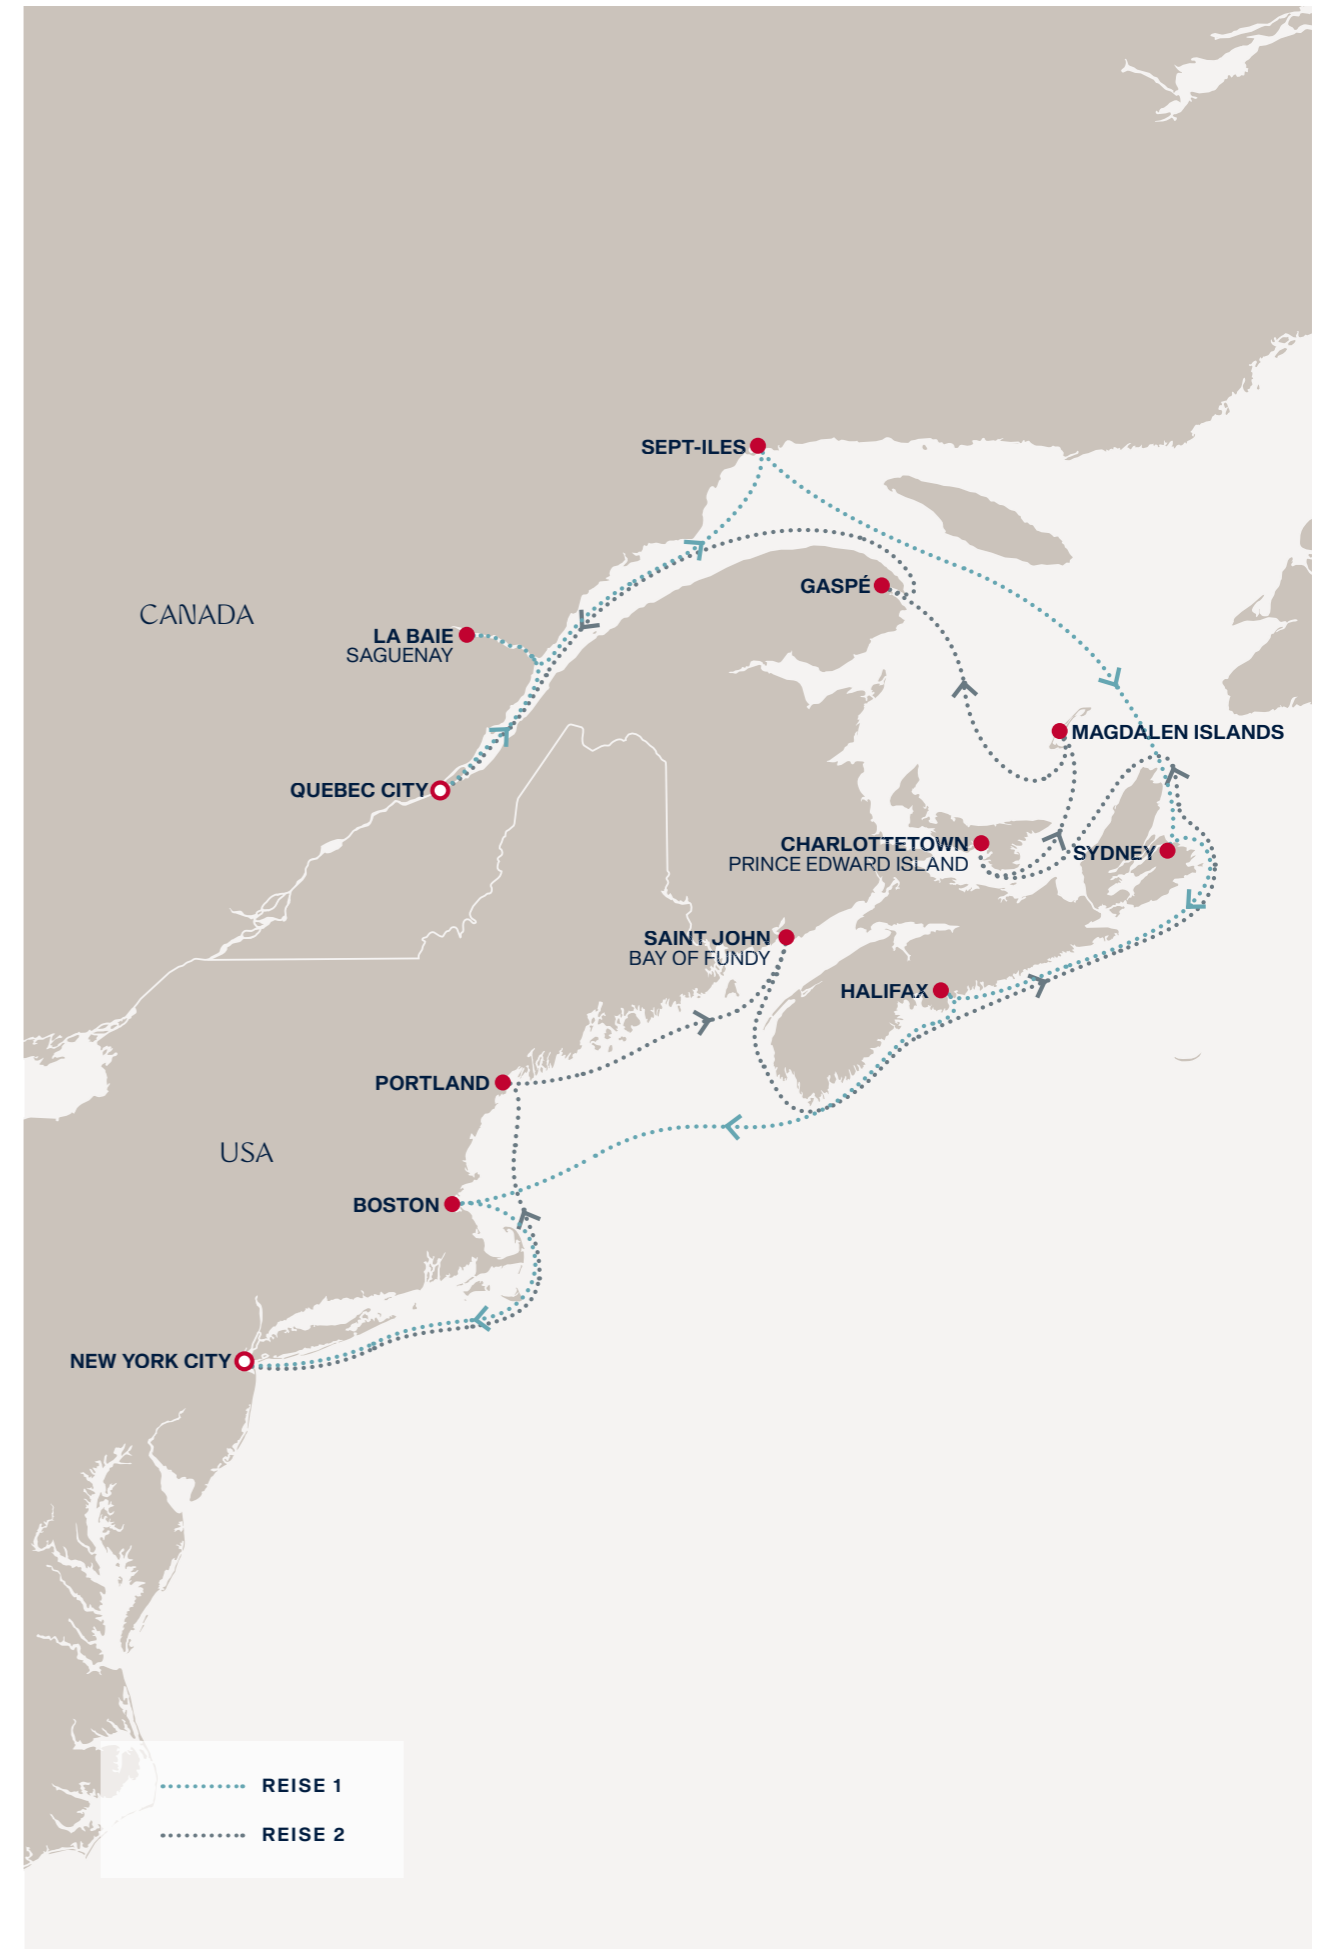 SEPT-ILES
GASPÉ
CANADA
LA BAIE
SAGUENAY
MAGDALEN ISLANDS
QUEBEC CITY
CHARLOTTETOWN
PRINCE EDWARD ISLAND
SYDNEY
SAINT JOHN
BAY OF FUNDY
HALIFAX
PORTLAND
USA
BOSTON
NEW YORK CITY
REISE 1
REISE 2